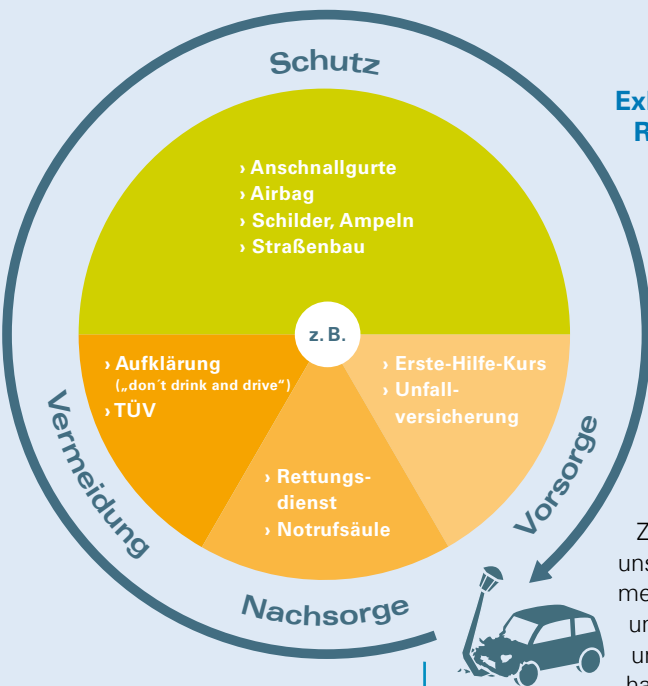 Schutz
› Anschnallgurte
› Airbag
› Schilder, Ampeln
› Straßenbau
z. B.
› Aufklärung
(„don´t drink and drive“)
› TÜV
› Erste-Hilfe-Kurs
› Unfall-
versicherung
› Rettungs-
dienst
› Notrufsäule
Vermeidung
Vorsorge
Nachsorge